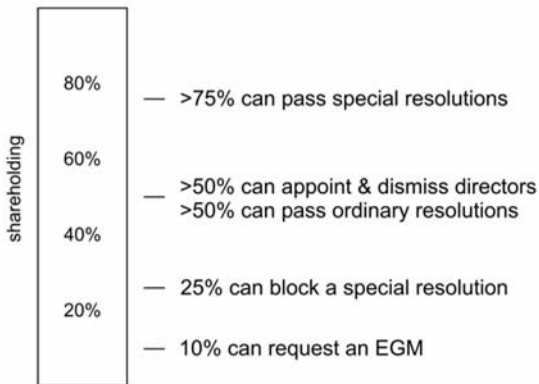 shareholding
80%
>75% can pass special resolutions
60%
>50% can appoint & dismiss directors
>50% can pass ordinary resolutions
40%
25% can block a special resolution
20%
10% can request an EGM